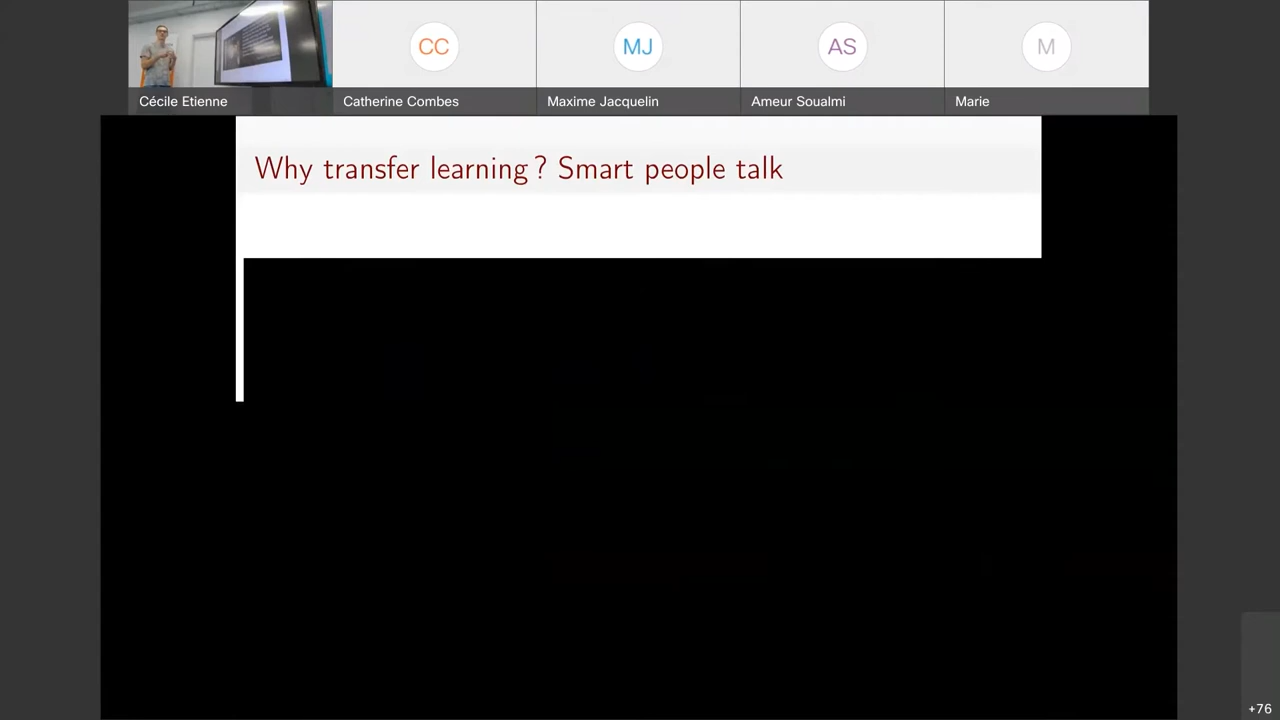 CC
MJ
AS
M
Cécile Etienne
Catherine Combes
Maxime Jacquelin
Ameur Soualmi
Marie
Why transfer learning ? Smart people talk
+76